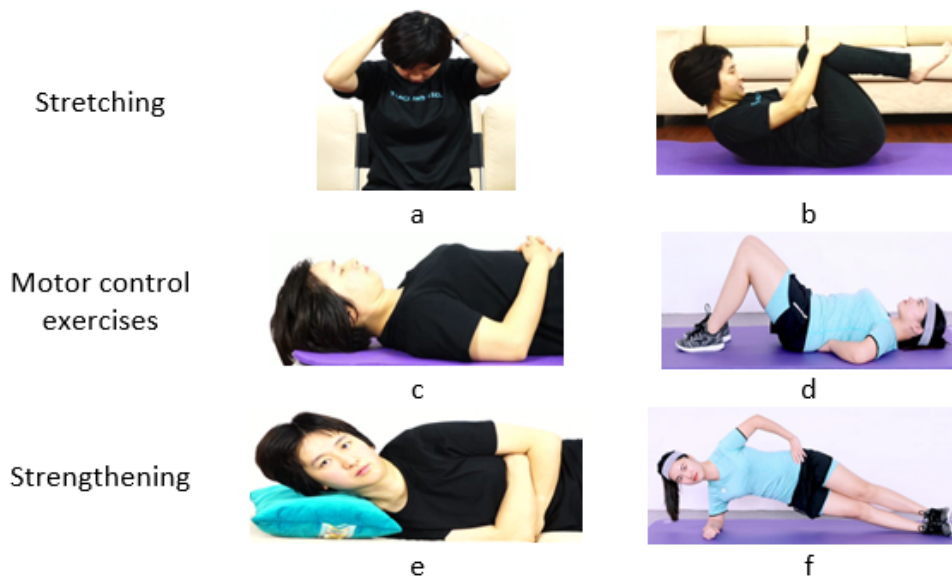 Stretching
a
b
Motor control
exercises
c
d
Strengthening
e
f